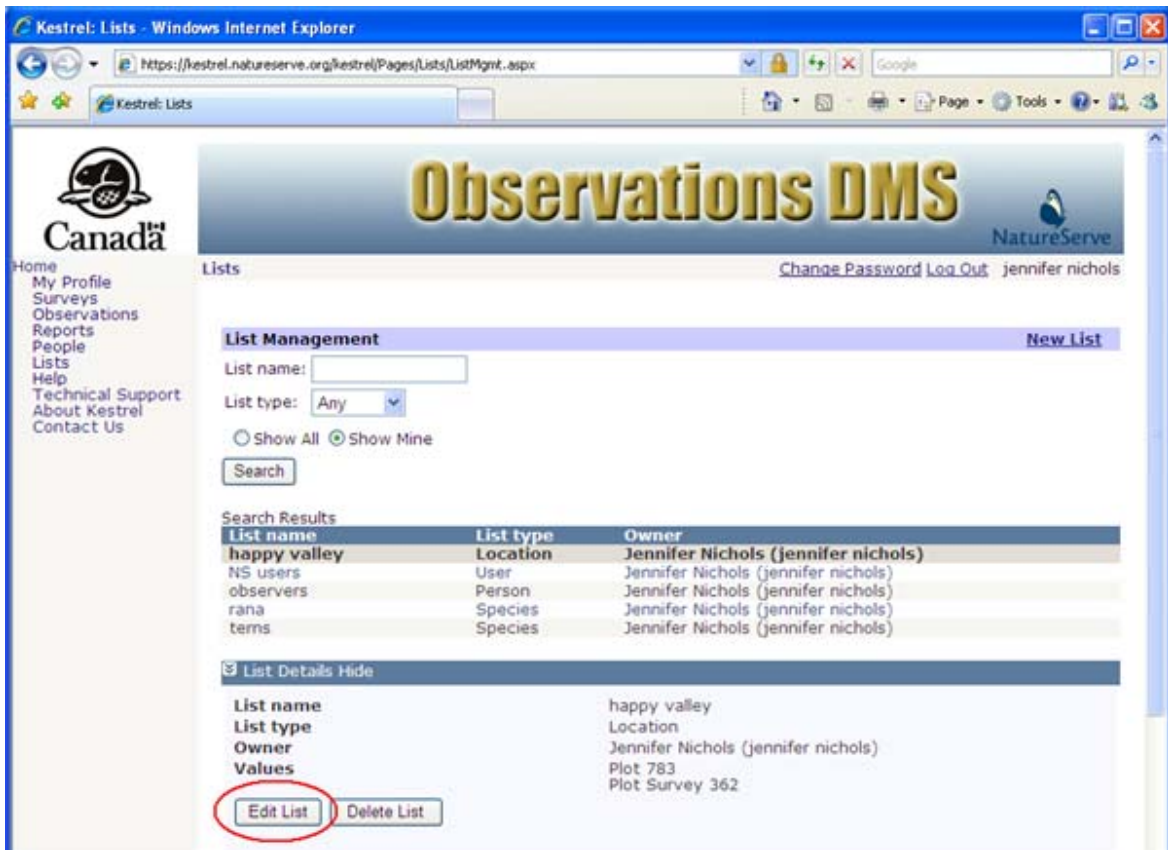 Kestrel: Lists - Windows Internet Explorer
https://kestrel.natureserve.org/kestrel/Pages/Lists/ListMgmt.aspx Google
Kestrel: Lists Page Tools
Canada Observations DMS NatureServe
Home
My Profile
Surveys
Observations
Reports
People
Lists
Help
Technical Support
About Kestrel
Contact Us
Lists Change Password Log Out jennifer nichols
List Management New List
List name:
List type: Any
Show All Show Mine
Search
Search Results
List name List type Owner
happy valley Location Jennifer Nichols (jennifer nichols)
NS users User Jennifer Nichols (jennifer nichols)
observers Person Jennifer Nichols (jennifer nichols)
rana Species Jennifer Nichols (jennifer nichols)
terns Species Jennifer Nichols (jennifer nichols)
List Details Hide
List name happy valley
List type Location
Owner Jennifer Nichols (jennifer nichols)
Values Plot 783
Plot Survey 362
Edit List Delete List